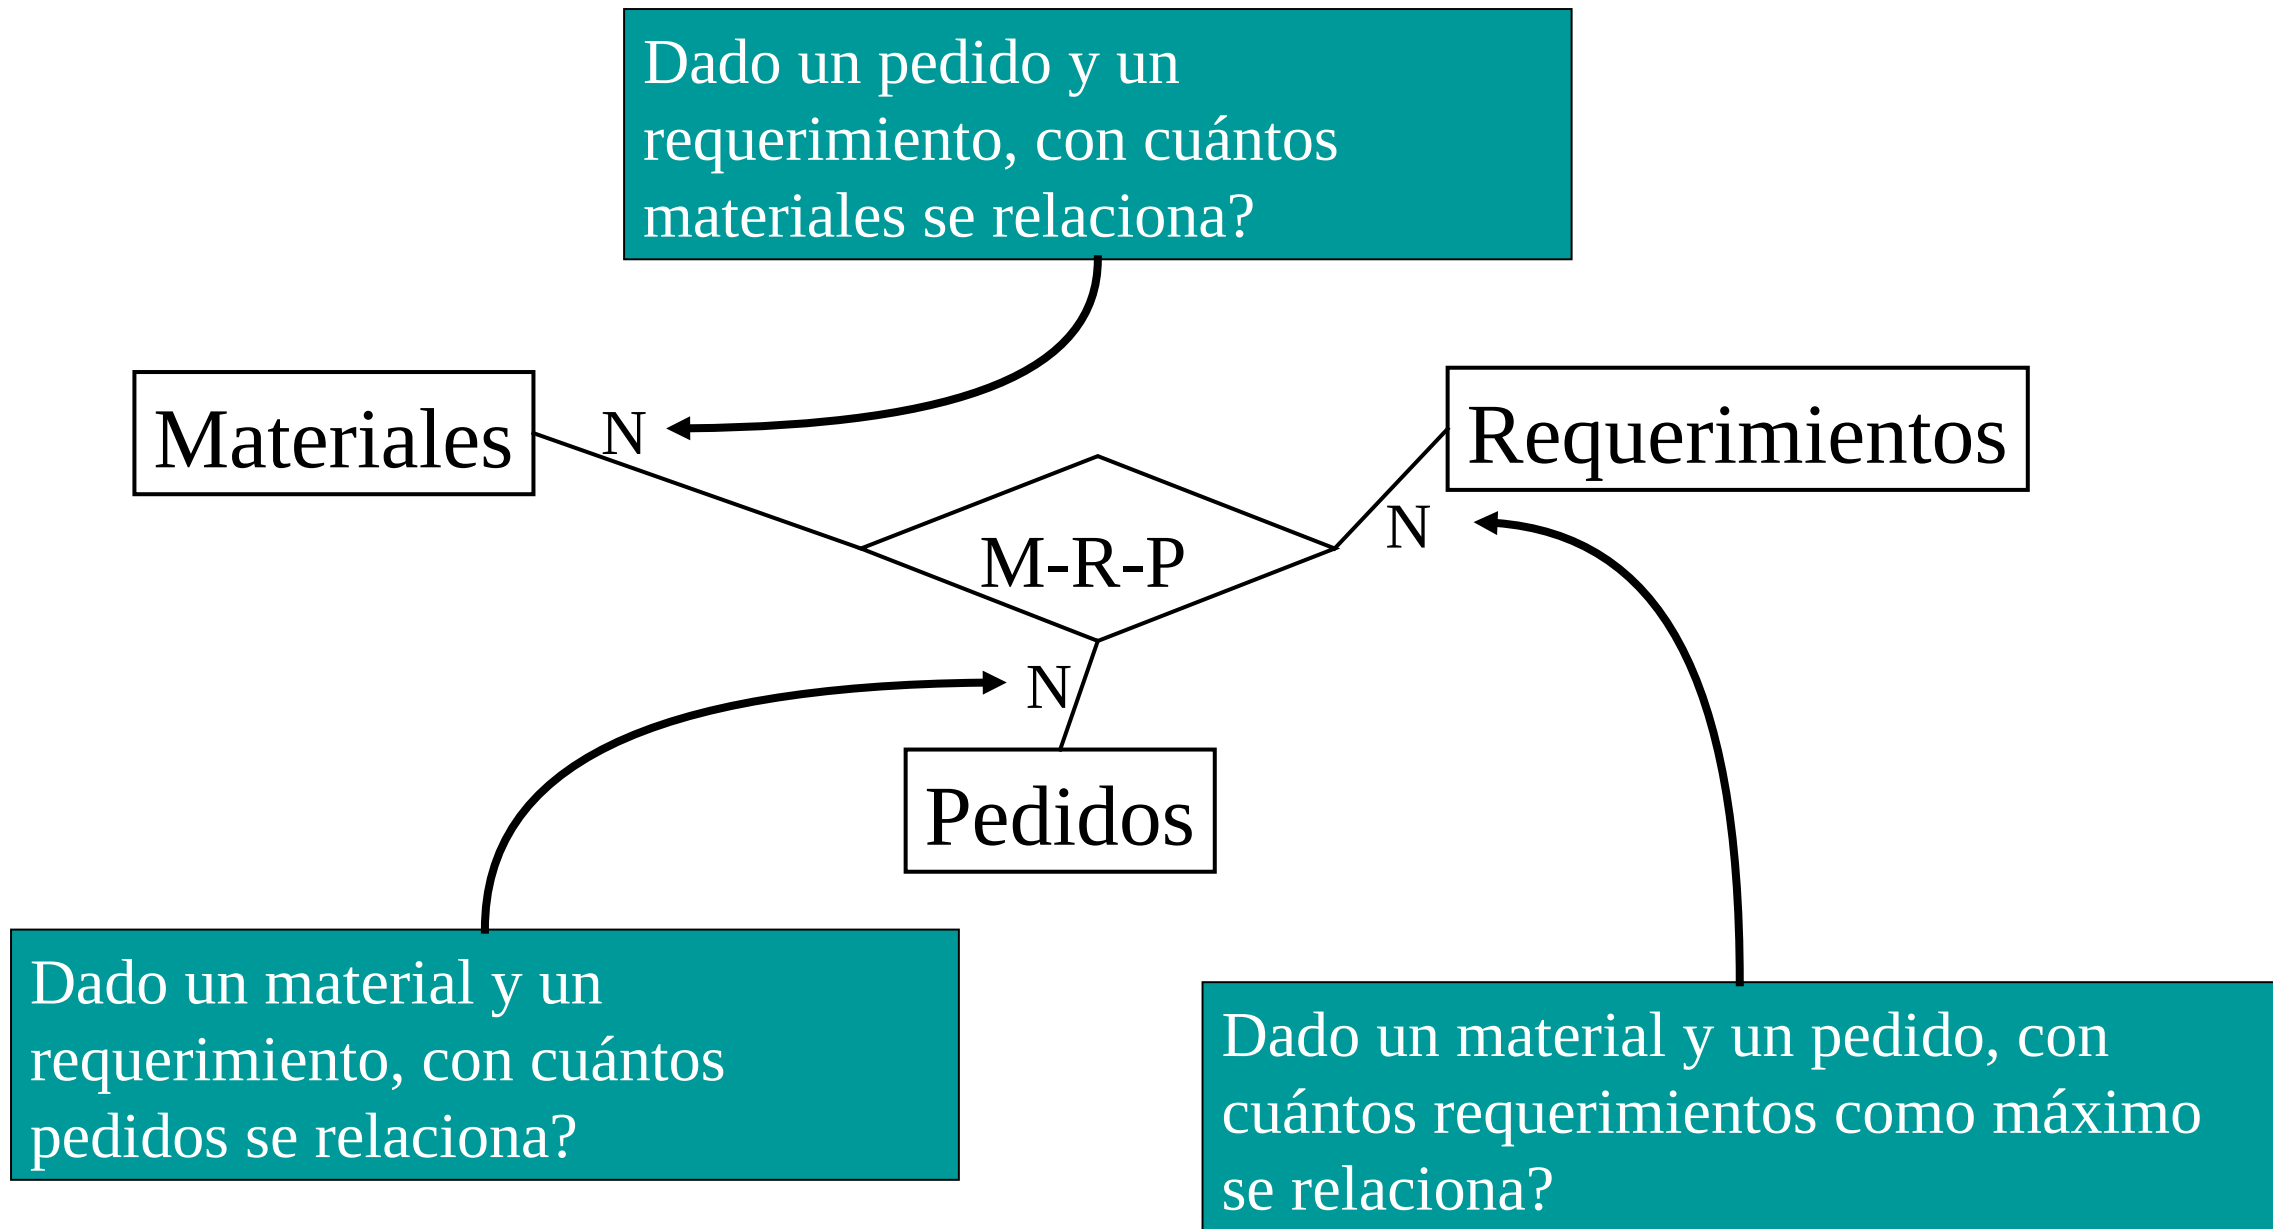 Dado un pedido y un
requerimiento, con cuántos
materiales se relaciona?
Materiales
N
Requerimientos
N
M-R-P
N
Pedidos
Dado un material y un
requerimiento, con cuántos
pedidos se relaciona?
Dado un material y un pedido, con
cuántos requerimientos como máximo
se relaciona?